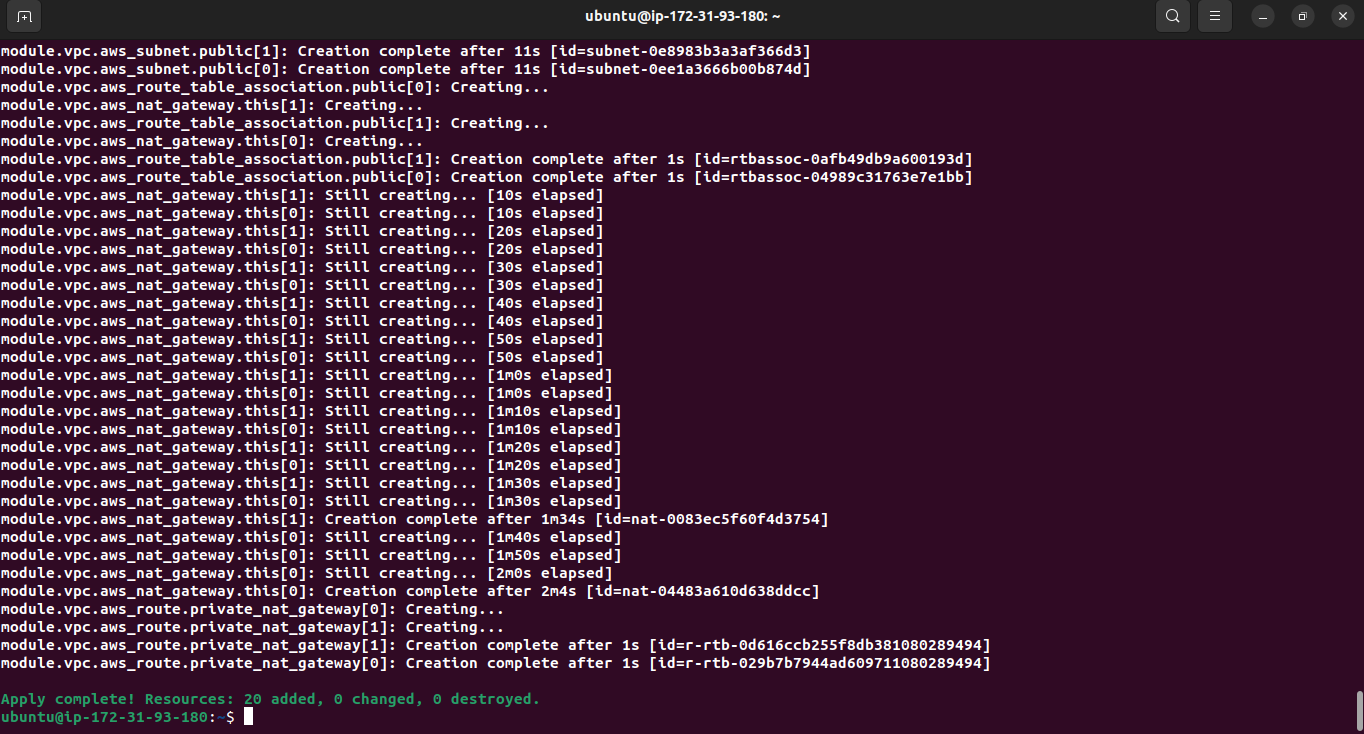 ubuntu@ip-172-31-93-180: ~
module.vpc.aws_subnet.public[1]: Creation complete after 11s [id=subnet-0e8983b3a3af366d3]
module.vpc.aws_subnet.public[0]: Creation complete after 11s [id=subnet-0ee1a3666b00b874d]
module.vpc.aws_route_table_association.public[0]: Creating...
module.vpc.aws_nat_gateway.this[1]: Creating...
module.vpc.aws_route_table_association.public[1]: Creating...
module.vpc.aws_nat_gateway.this[0]: Creating...
module.vpc.aws_route_table_association.public[1]: Creation complete after 1s [id=rtbassoc-0afb49db9a600193d]
module.vpc.aws_route_table_association.public[0]: Creation complete after 1s [id=rtbassoc-04989c31763e7e1bb]
module.vpc.aws_nat_gateway.this[1]: Still creating... [10s elapsed]
module.vpc.aws_nat_gateway.this[0]: Still creating... [10s elapsed]
module.vpc.aws_nat_gateway.this[1]: Still creating... [20s elapsed]
module.vpc.aws_nat_gateway.this[0]: Still creating... [20s elapsed]
module.vpc.aws_nat_gateway.this[1]: Still creating... [30s elapsed]
module.vpc.aws_nat_gateway.this[0]: Still creating... [30s elapsed]
module.vpc.aws_nat_gateway.this[1]: Still creating... [40s elapsed]
module.vpc.aws_nat_gateway.this[0]: Still creating... [40s elapsed]
module.vpc.aws_nat_gateway.this[1]: Still creating... [50s elapsed]
module.vpc.aws_nat_gateway.this[0]: Still creating... [50s elapsed]
module.vpc.aws_nat_gateway.this[1]: Still creating... [1m0s elapsed]
module.vpc.aws_nat_gateway.this[0]: Still creating... [1m0s elapsed]
module.vpc.aws_nat_gateway.this[1]: Still creating... [1m10s elapsed]
module.vpc.aws_nat_gateway.this[0]: Still creating... [1m10s elapsed]
module.vpc.aws_nat_gateway.this[1]: Still creating... [1m20s elapsed]
module.vpc.aws_nat_gateway.this[0]: Still creating... [1m20s elapsed]
module.vpc.aws_nat_gateway.this[1]: Still creating... [1m30s elapsed]
module.vpc.aws_nat_gateway.this[0]: Still creating... [1m30s elapsed]
module.vpc.aws_nat_gateway.this[1]: Creation complete after 1m34s [id=nat-0083ec5f60f4d3754]
module.vpc.aws_nat_gateway.this[0]: Still creating... [1m40s elapsed]
module.vpc.aws_nat_gateway.this[0]: Still creating... [1m50s elapsed]
module.vpc.aws_nat_gateway.this[0]: Still creating... [2m0s elapsed]
module.vpc.aws_nat_gateway.this[0]: Creation complete after 2m4s [id=nat-04483a610d638ddcc]
module.vpc.aws_route.private_nat_gateway[0]: Creating...
module.vpc.aws_route.private_nat_gateway[1]: Creating...
module.vpc.aws_route.private_nat_gateway[1]: Creation complete after 1s [id=r-rtb-0d616ccb255f8db381080289494]
module.vpc.aws_route.private_nat_gateway[0]: Creation complete after 1s [id=r-rtb-029b7b7944ad609711080289494]
Apply complete! Resources: 20 added, 0 changed, 0 destroyed.
ubuntu@ip-172-31-93-180:~$